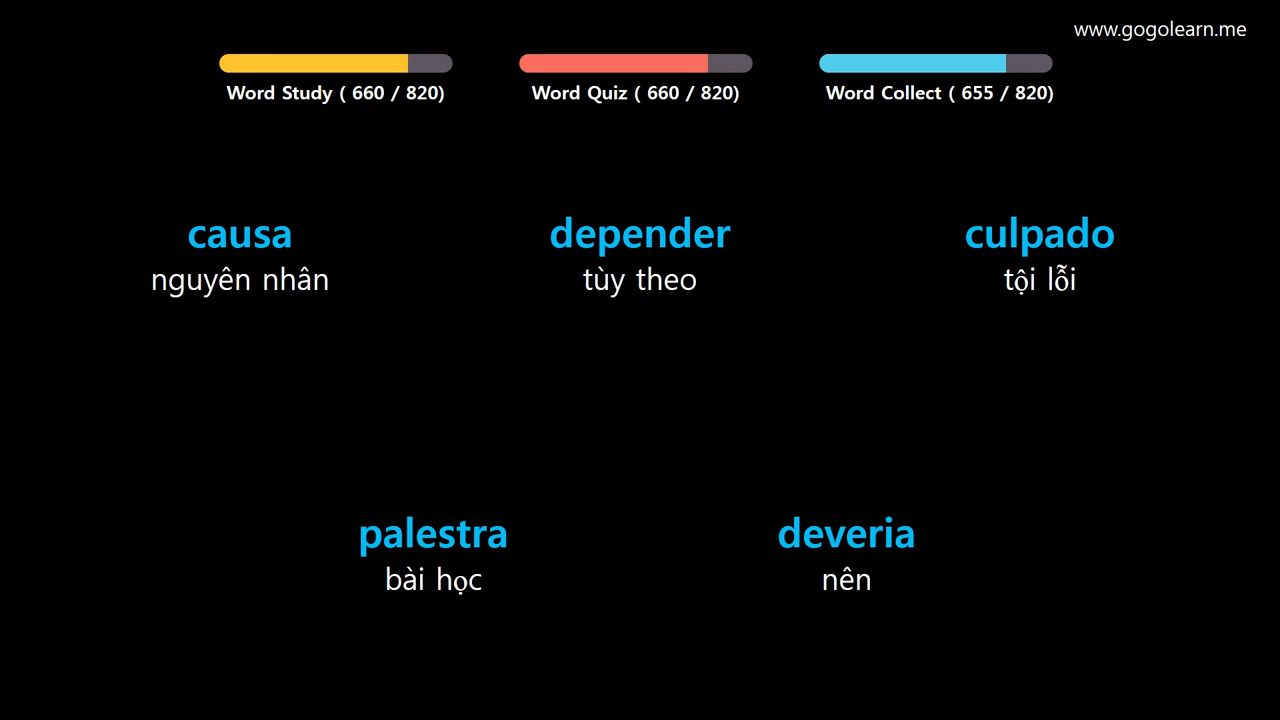 www.gogolearn.me
Word Study ( 660 / 820)
Word Quiz ( 660 / 820)
Word Collect ( 655 / 820)
causa
nguyên nhân
depender
tùy theo
culpado
tội lỗi
palestra
bài học
deveria
nên